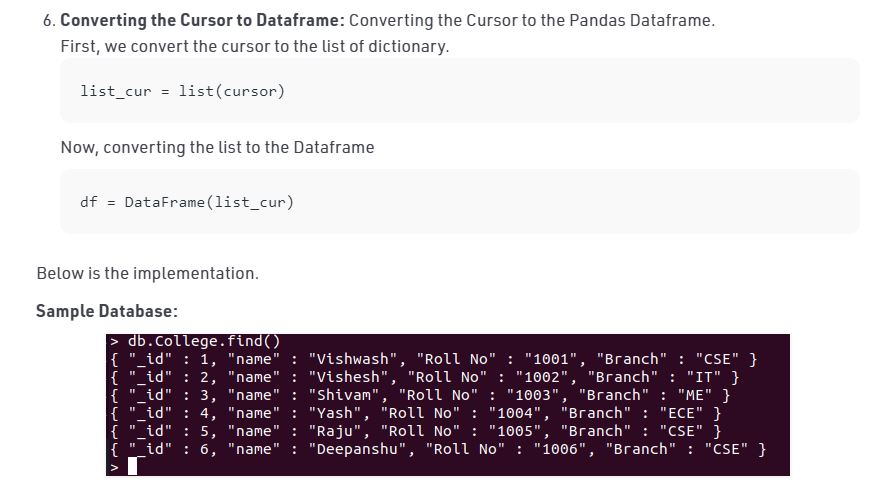 6. Converting the Cursor to Dataframe: Converting the Cursor to the Pandas Dataframe.
First, we convert the cursor to the list of dictionary.
list_cur = list(cursor)
Now, converting the list to the Dataframe
df = DataFrame(list_cur)
Below is the implementation.
Sample Database:
> db.College.find()
{ "_id" : 1, "name" : "Vishwash", "Roll No" : "1001", "Branch" : "CSE" }
{ "_id" : 2, "name" : "Vishesh", "Roll No" : "1002", "Branch" : "IT" }
{ "_id" : 3, "name" : "Shivam", "Roll No" : "1003", "Branch" : "ME" }
{ "_id" : 4, "name" : "Yash", "Roll No" : "1004", "Branch" : "ECE" }
{ "_id" : 5, "name" : "Raju", "Roll No" : "1005", "Branch" : "CSE" }
{ "_id" : 6, "name" : "Deepanshu", "Roll No" : "1006", "Branch" : "CSE" }
>